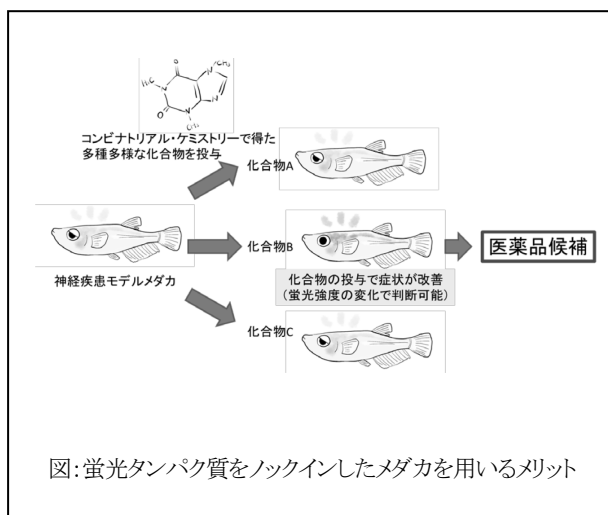 H₃C
O
CH₃
N
N
O
N
N
CH₃
コンビナトリアル・ケミストリーで得た
多種多様な化合物を投与
化合物A
神経疾患モデルメダカ
化合物B
化合物の投与で症状が改善
(蛍光強度の変化で判断可能)
医薬品候補
化合物C
図:蛍光タンパク質をノックインしたメダカを用いるメリット